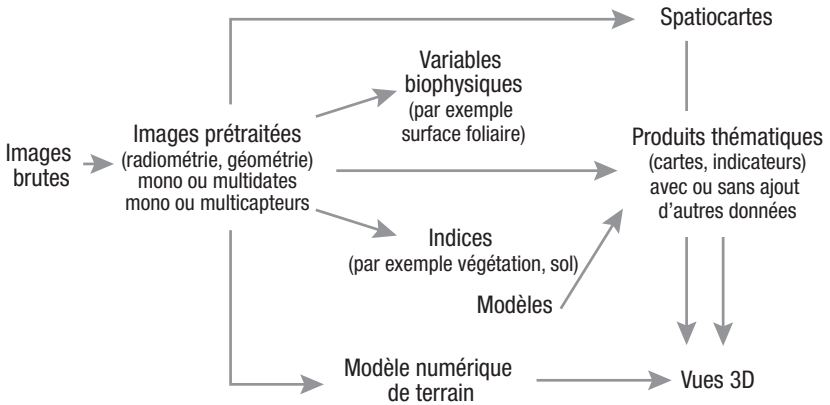 Spatiocartes
Variables
biophysiques
(par exemple
surface foliaire)
Images
brutes
Images prétraitées
(radiométrie, géométrie)
mono ou multidates
mono ou multicapteurs
Produits thématiques
(cartes, indicateurs)
avec ou sans ajout
d'autres données
Indices
(par exemple végétation, sol)
Modèles
Modèle numérique
de terrain
Vues 3D